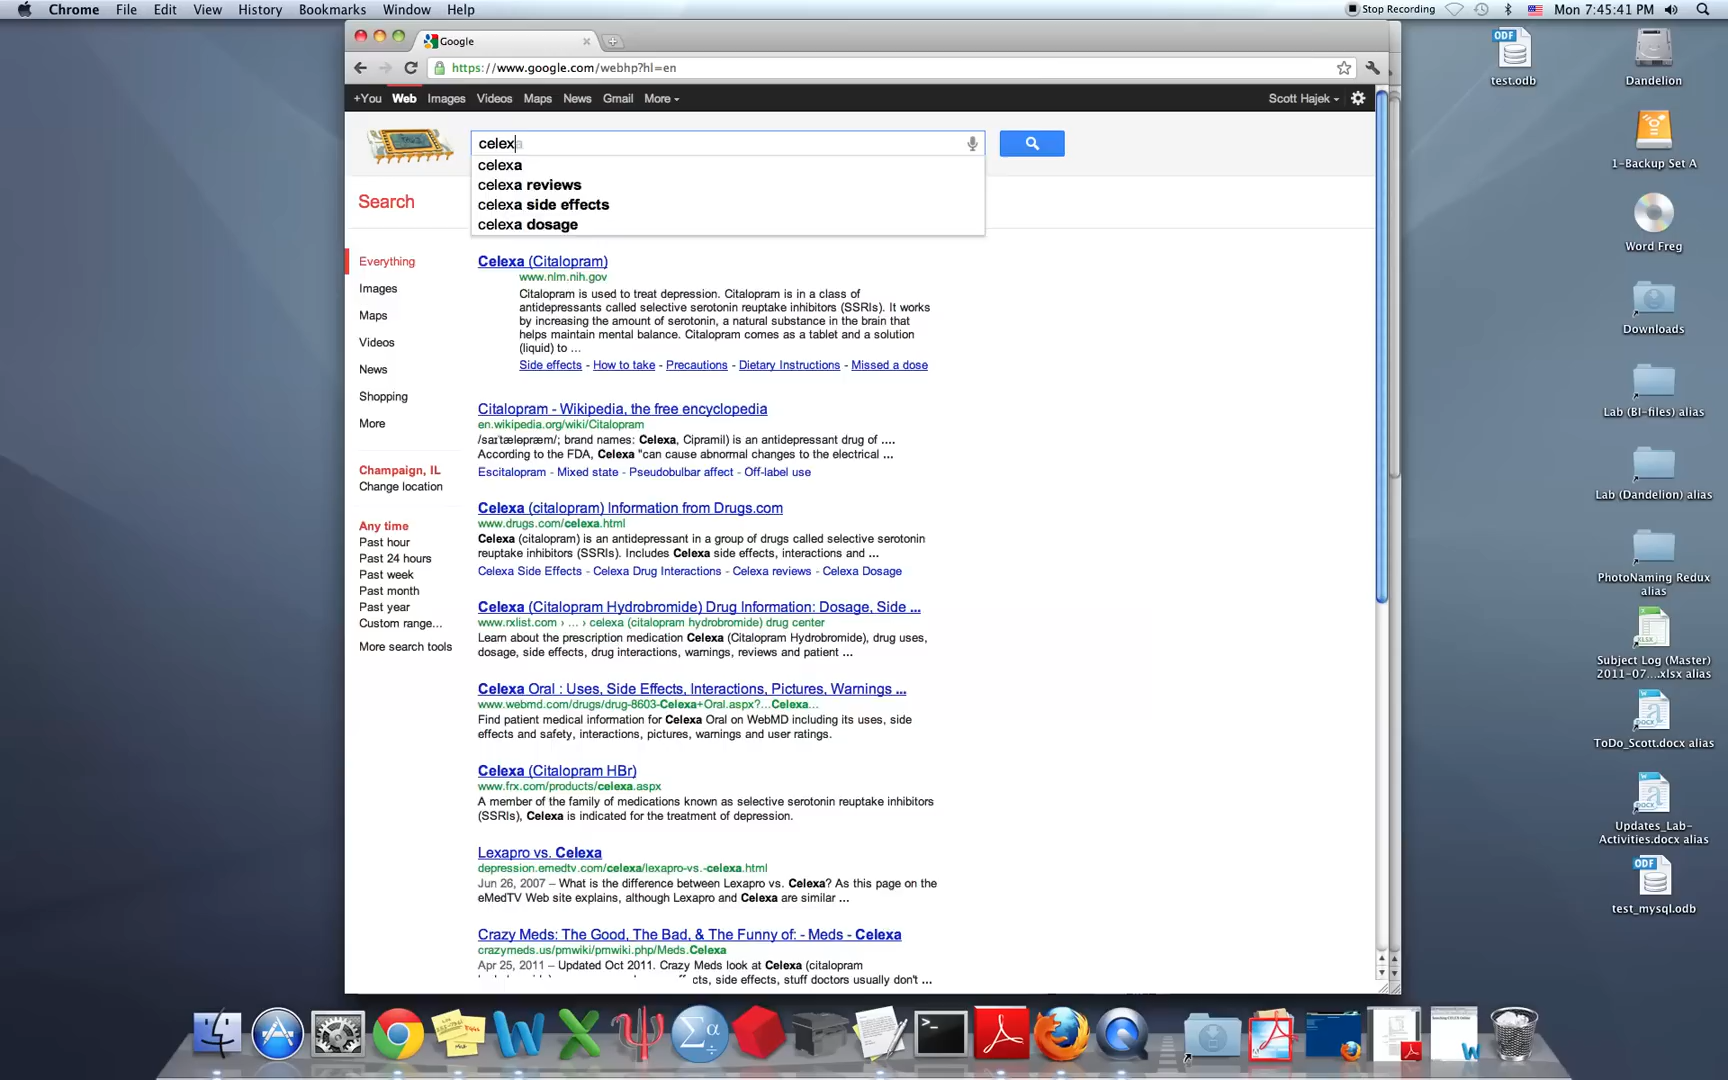 Chrome File Edit View History Bookmarks Window Help
Stop Recording Mon 7:45:41 PM
Google
https://www.google.com/webhp?hl=en
+You Web Images Videos Maps News Gmail More
Scott Hajek
celexa
celexa
celexa reviews
celexa side effects
celexa dosage
Search
Everything
Images
Maps
Videos
News
Shopping
More
Champaign, IL
Change location
Any time
Past hour
Past 24 hours
Past week
Past month
Past year
Custom range...
More search tools
Celexa (Citalopram)
www.nlm.nih.gov
Citalopram is used to treat depression. Citalopram is in a class of
antidepressants called selective serotonin reuptake inhibitors (SSRIs). It works
by increasing the amount of serotonin, a natural substance in the brain that
helps maintain mental balance. Citalopram comes as a tablet and a solution
(liquid) to ...
Side effects - How to take - Precautions - Dietary Instructions - Missed a dose
Citalopram - Wikipedia, the free encyclopedia
en.wikipedia.org/wiki/Citalopram
/saɪˈtælɵpræm/; brand names: Celexa, Cipramil) is an antidepressant drug of ....
According to the FDA, Celexa "can cause abnormal changes to the electrical ...
Escitalopram - Mixed state - Pseudobulbar affect - Off-label use
Celexa (citalopram) Information from Drugs.com
www.drugs.com/celexa.html
Celexa (citalopram) is an antidepressant in a group of drugs called selective serotonin
reuptake inhibitors (SSRIs). Includes Celexa side effects, interactions and ...
Celexa Side Effects - Celexa Drug Interactions - Celexa reviews - Celexa Dosage
Celexa (Citalopram Hydrobromide) Drug Information: Dosage, Side ...
www.rxlist.com › ... › celexa (citalopram hydrobromide) drug center
Learn about the prescription medication Celexa (Citalopram Hydrobromide), drug uses,
dosage, side effects, drug interactions, warnings, reviews and patient ...
Celexa Oral : Uses, Side Effects, Interactions, Pictures, Warnings ...
www.webmd.com/drugs/drug-8603-Celexa+Oral.aspx?...Celexa...
Find patient medical information for Celexa Oral on WebMD including its uses, side
effects and safety, interactions, pictures, warnings and user ratings.
Celexa (Citalopram HBr)
www.frx.com/products/celexa.aspx
A member of the family of medications known as selective serotonin reuptake inhibitors
(SSRIs), Celexa is indicated for the treatment of depression.
Lexapro vs. Celexa
depression.emedtv.com/celexa/lexapro-vs.-celexa.html
Jun 26, 2007 – What is the difference between Lexapro vs. Celexa? As this page on the
eMedTV Web site explains, although Lexapro and Celexa are similar ...
Crazy Meds: The Good, The Bad, & The Funny of: - Meds - Celexa
crazymeds.us/pmwiki/pmwiki.php/Meds.Celexa
Apr 25, 2011 – Updated Oct 2011. Crazy Meds look at Celexa (citalopram
cts, side effects, stuff doctors usually don't ...
ODF
test.odb
Dandelion
1-Backup Set A
Word Freg
Downloads
Lab (BI-files) alias
Lab (Dandelion) alias
PhotoNaming Redux
alias
XLSX
Subject Log (Master)
2011-07....xlsx alias
DOCX
ToDo_Scott.docx alias
DOCX
Updates_Lab-
Activities.docx alias
ODF
test_mysql.odb